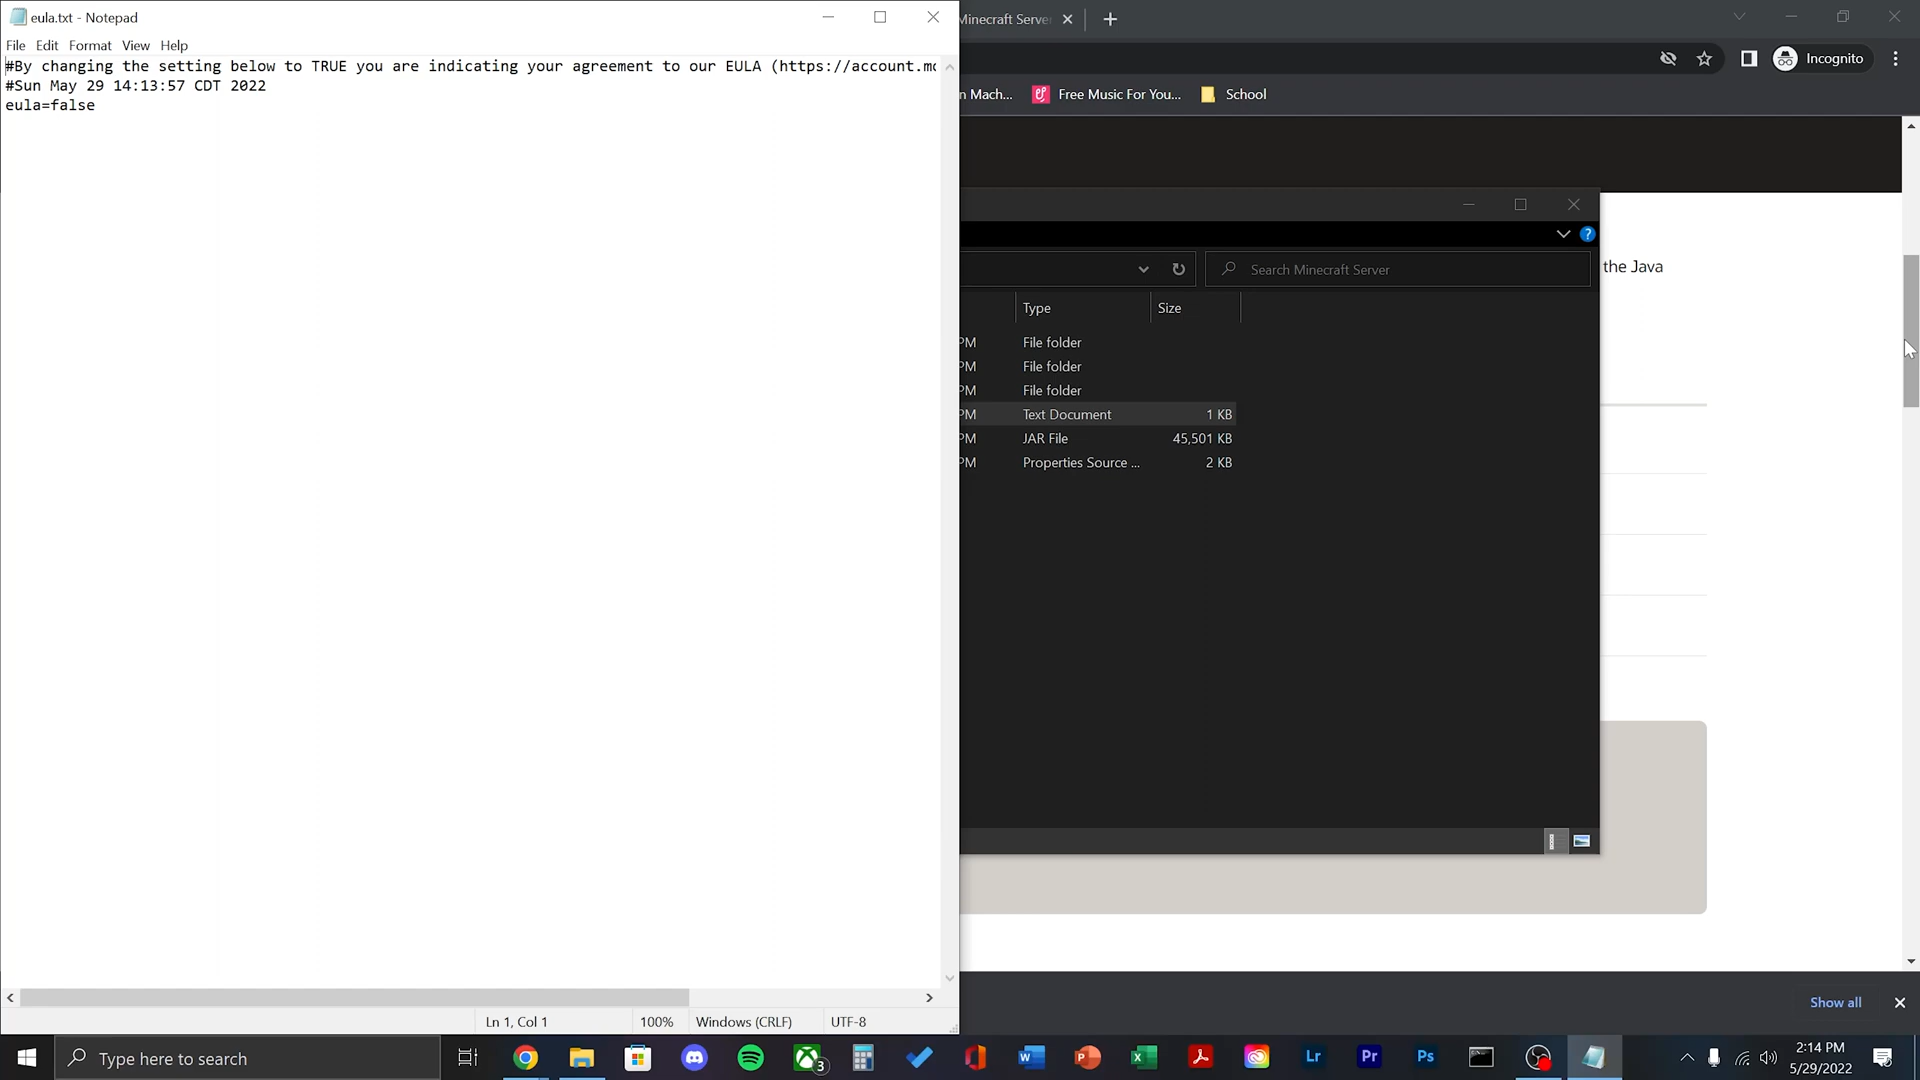 eula.txt - Notepad
File Edit Format View Help
#By changing the setting below to TRUE you are indicating your agreement to our EULA (https://account.mo
#Sun May 29 14:13:57 CDT 2022
eula=false
Ln 1, Col 1 100% Windows (CRLF) UTF-8
Minecraft Server
Incognito
n Mach... Free Music For You... School
the Java
Search Minecraft Server
Type Size
PM File folder
PM File folder
PM File folder
PM Text Document 1 KB
PM JAR File 45,501 KB
PM Properties Source ... 2 KB
Show all
Type here to search
3
W
P
X
Lr
Pr
Ps
2:14 PM
5/29/2022